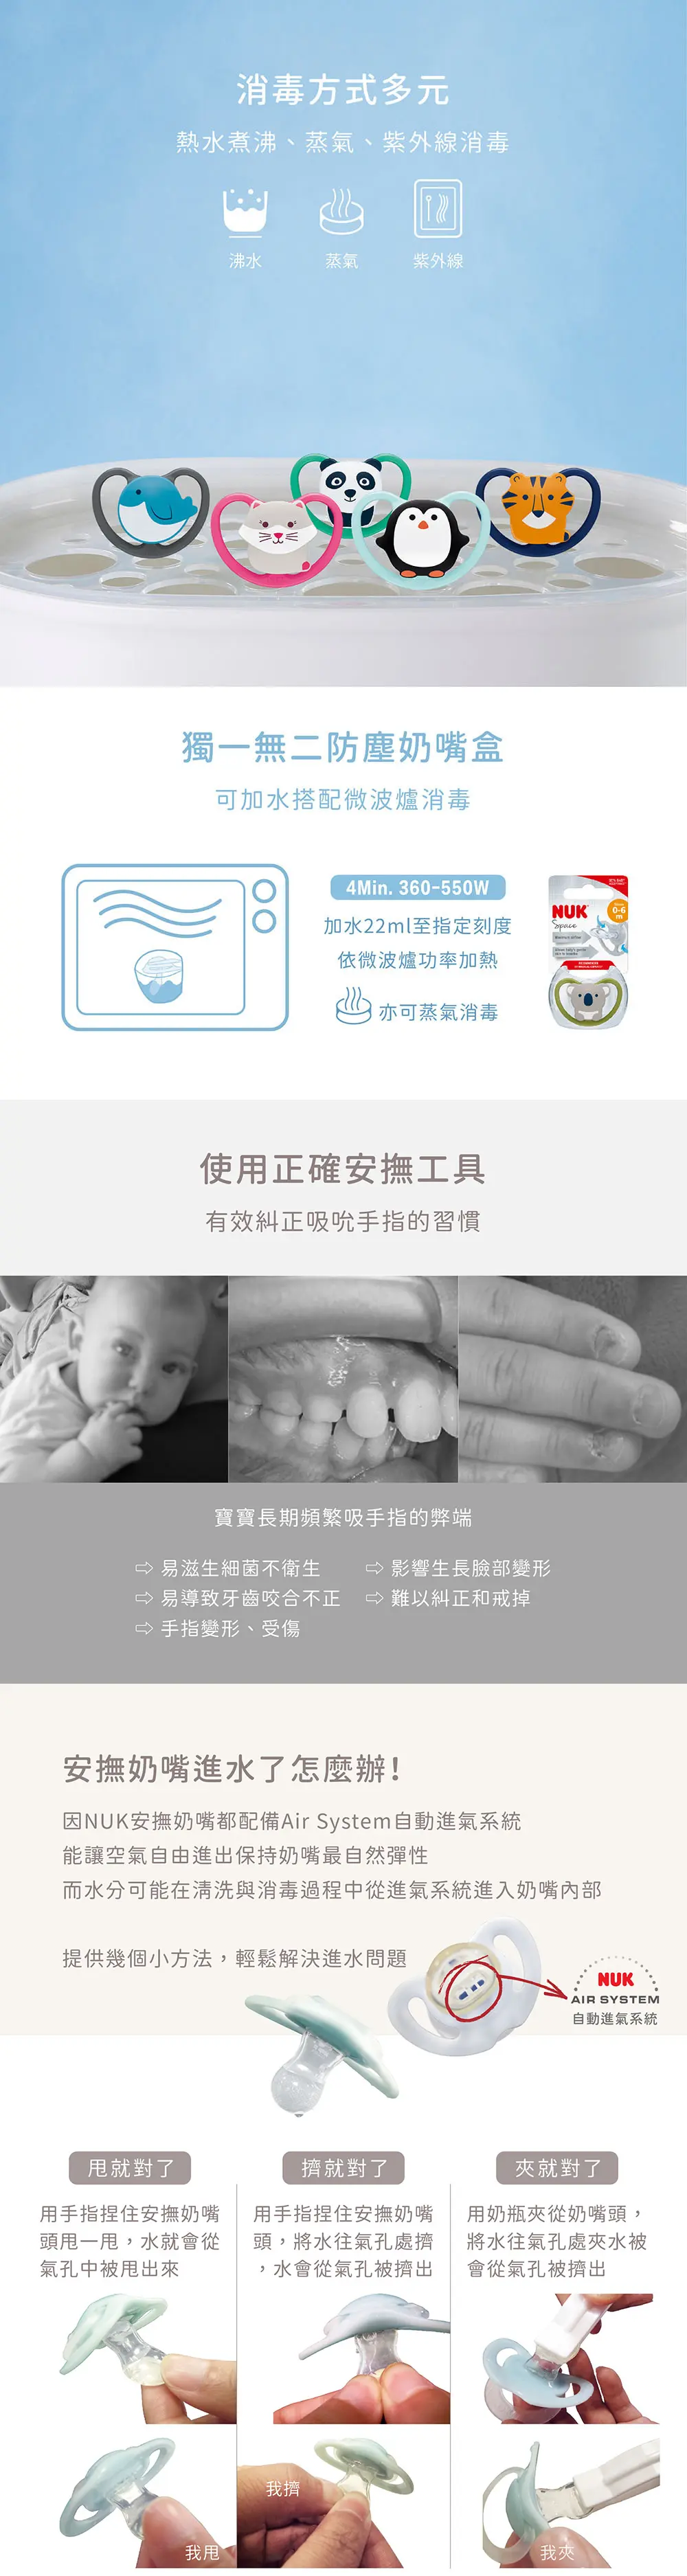 消毒方式多元
熱水煮沸、蒸氣、紫外線消毒
沸水
蒸氣
紫外線
獨一無二防塵奶嘴盒
可加水搭配微波爐消毒
4Min. 360-550W
加水22ml至指定刻度
依微波爐功率加熱
亦可蒸氣消毒
NUK
Space
0-6
m
使用正確安撫工具
有效糾正吸吮手指的習慣
寶寶長期頻繁吸手指的弊端
⇨ 易滋生細菌不衛生
⇨ 影響生長臉部變形
⇨ 易導致牙齒咬合不正
⇨ 難以糾正和戒掉
⇨ 手指變形、受傷
安撫奶嘴進水了怎麼辦!
因NUK安撫奶嘴都配備Air System自動進氣系統
能讓空氣自由進出保持奶嘴最自然彈性
而水分可能在清洗與消毒過程中從進氣系統進入奶嘴內部
提供幾個小方法，輕鬆解決進水問題
NUK
AIR SYSTEM
自動進氣系統
甩就對了
用手指捏住安撫奶嘴
頭甩一甩，水就會從
氣孔中被甩出來
我甩
擠就對了
用手指捏住安撫奶嘴
頭，將水往氣孔處擠
，水會從氣孔被擠出
我擠
夾就對了
用奶瓶夾從奶嘴頭，
將水往氣孔處夾水被
會從氣孔被擠出
我夾